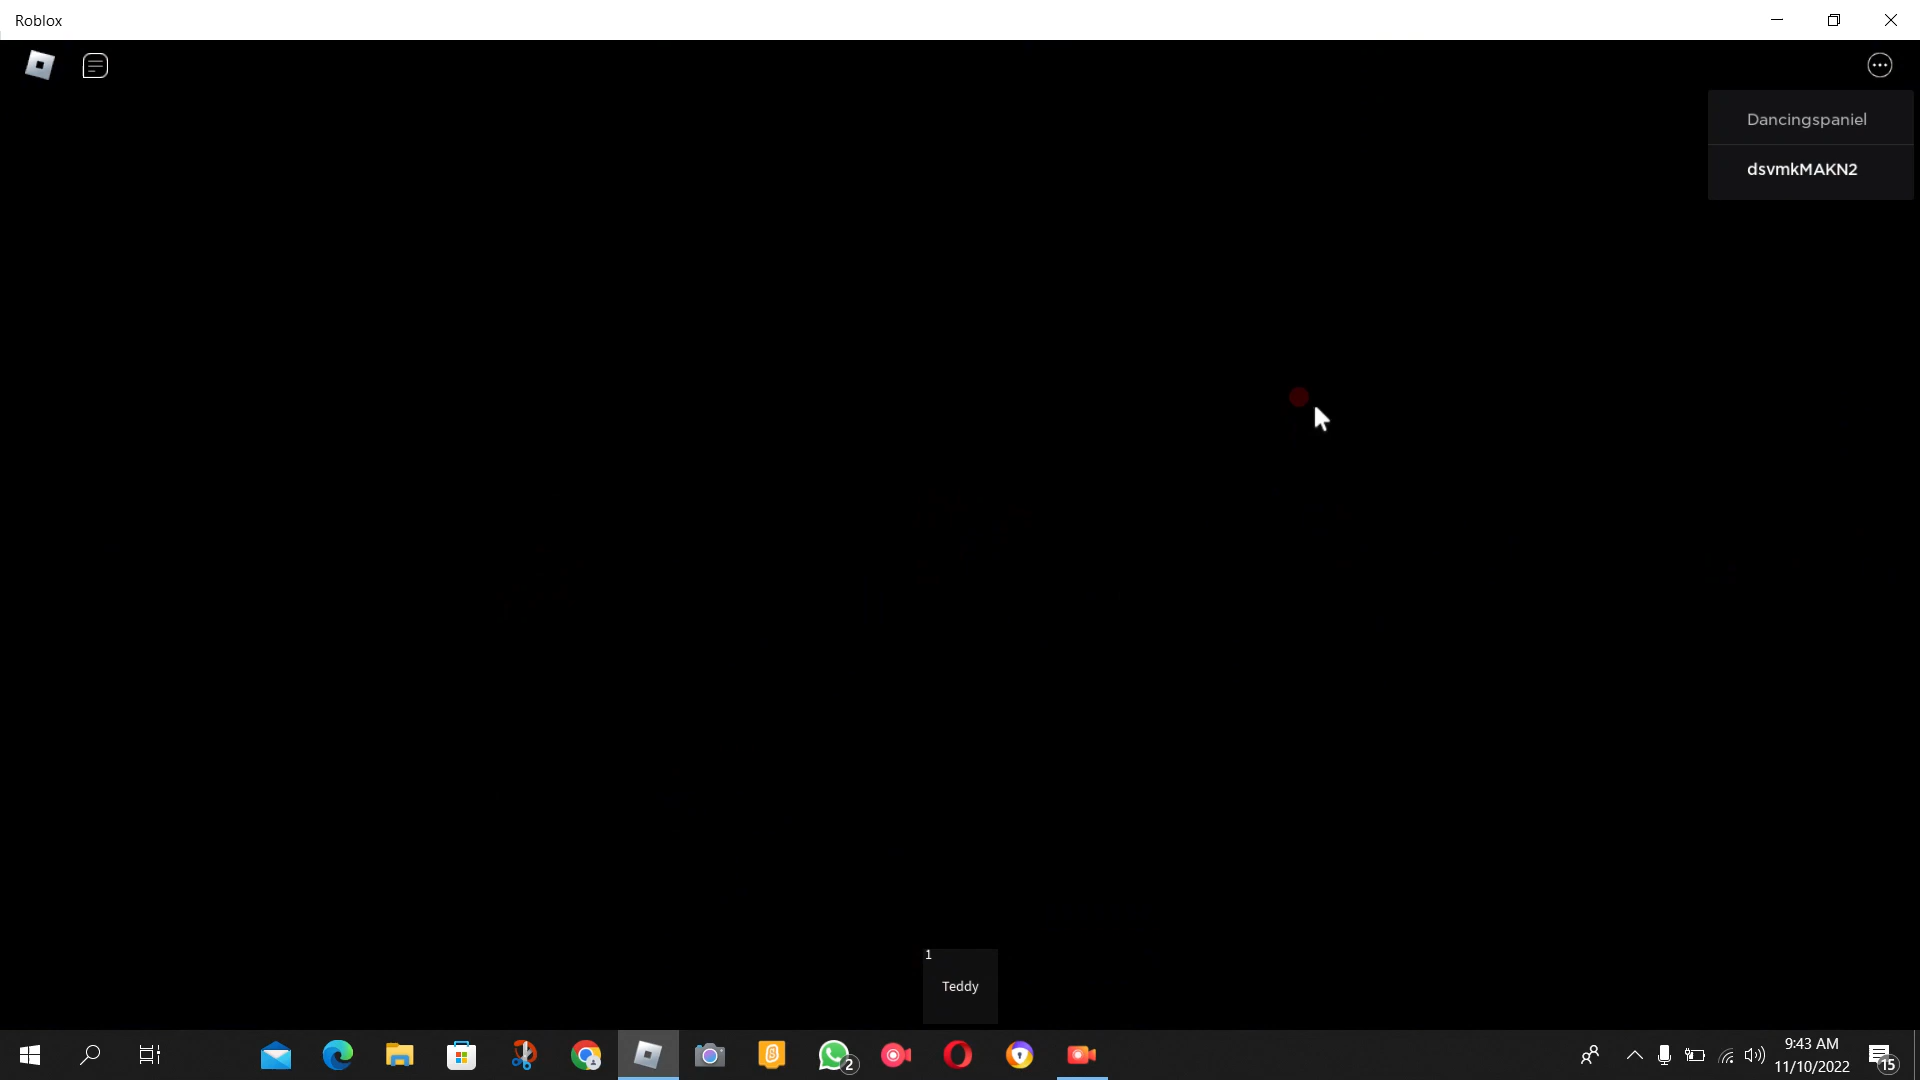 Roblox
Dancingspaniel
dsvmkMAKN2
1
Teddy
2
9:43 AM
11/10/2022
15